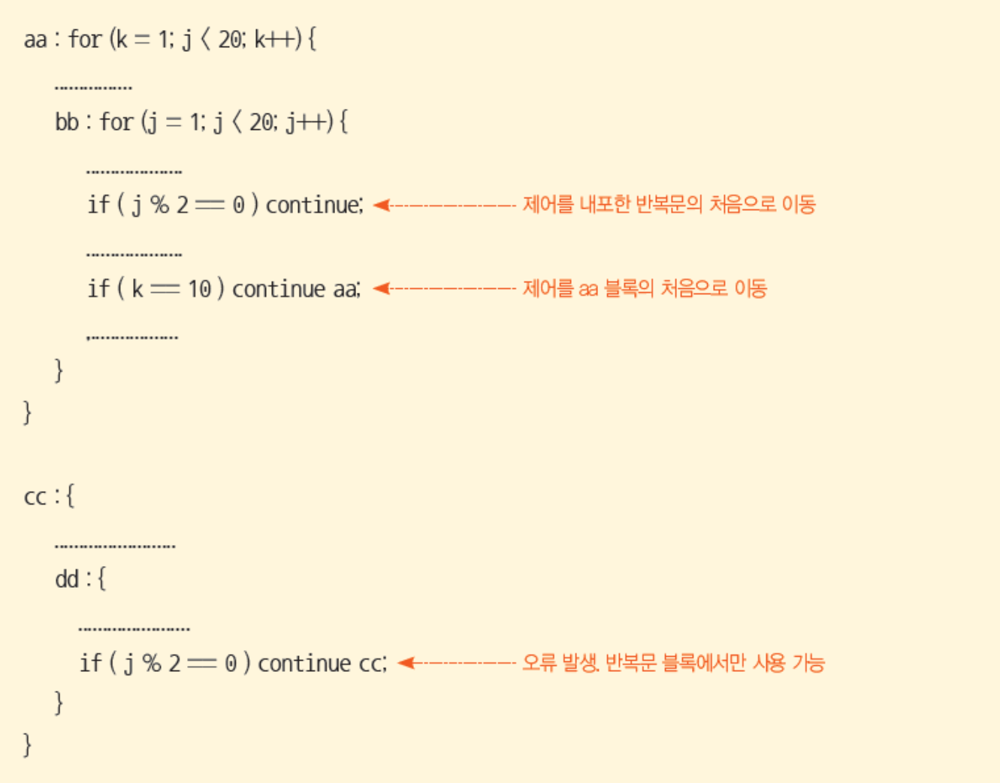 aa : for (k = 1; j < 20; k++) {
..................
bb : for (j = 1; j < 20; j++) {
......................
if ( j % 2 == 0 ) continue; 제어를 내포한 반복문의 처음으로 이동
......................
if ( k == 10 ) continue aa; 제어를 aa 블록의 처음으로 이동
,....................
}
}
cc : {
............................
dd : {
..........................
if ( j % 2 == 0 ) continue cc; 오류 발생. 반복문 블록에서만 사용 가능
}
}